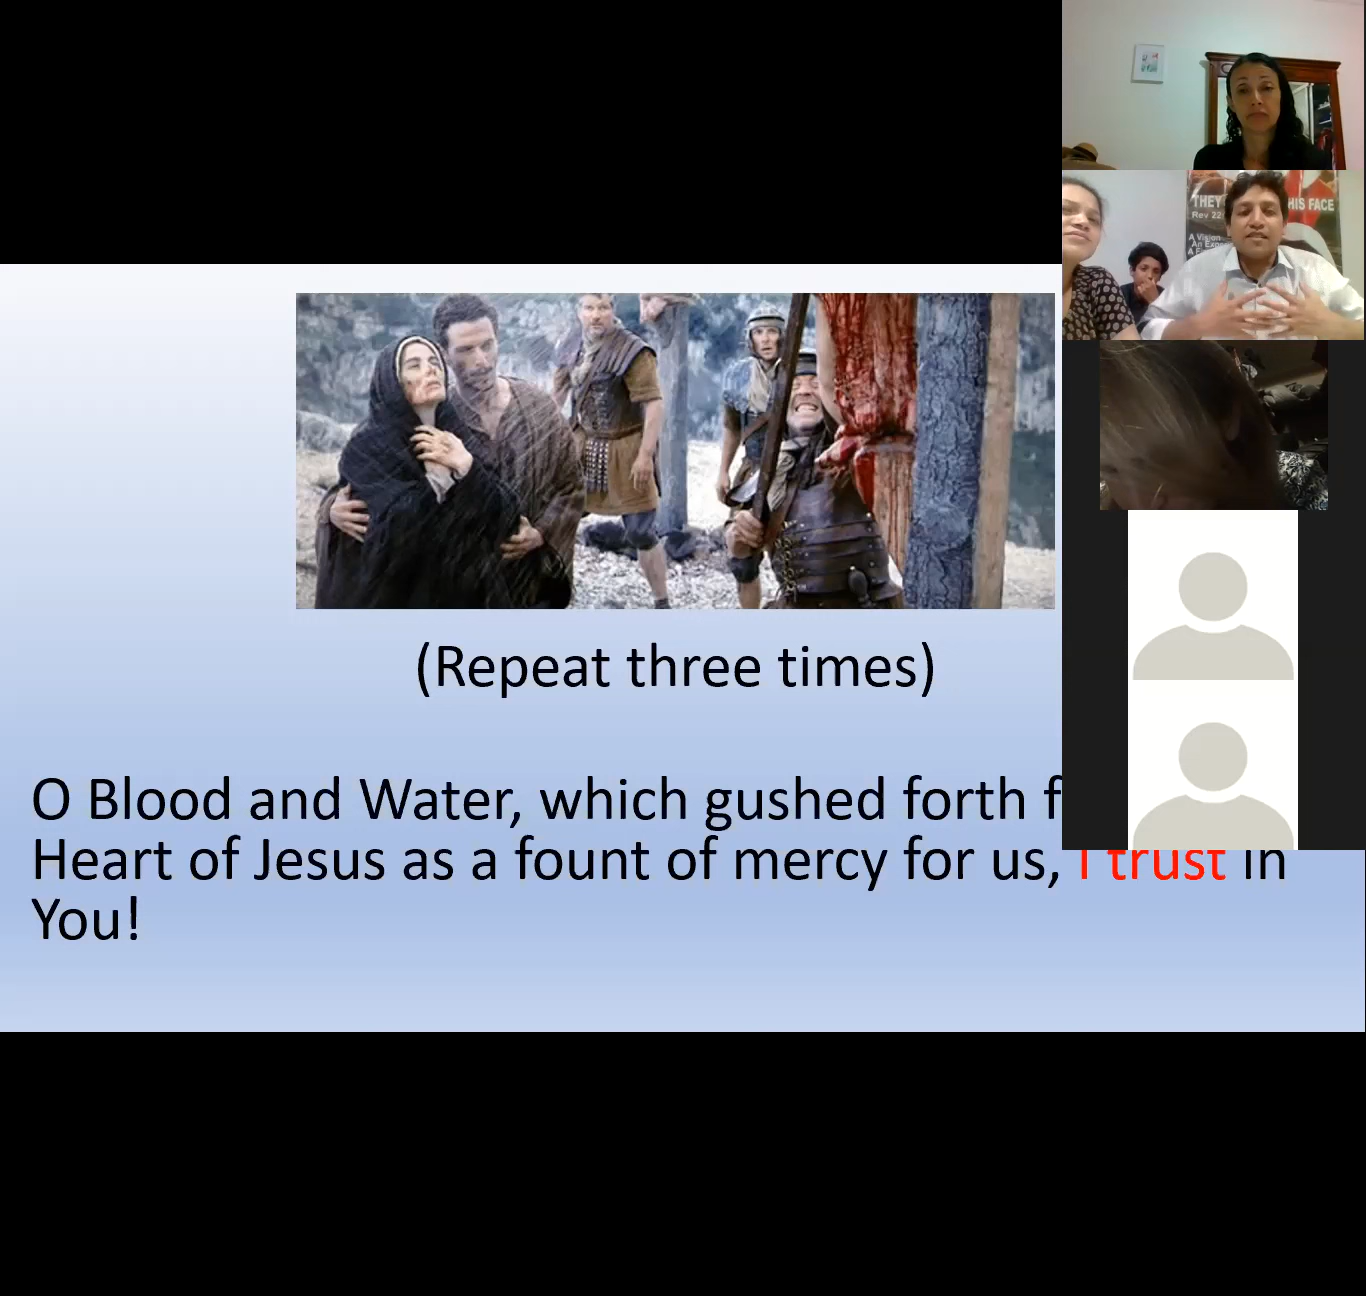 THEY
HIS FACE
Rev 22
A Vision
(Repeat three times)
O Blood and Water, which gushed forth f
Heart of Jesus as a fount of mercy for us, I trust in
You!